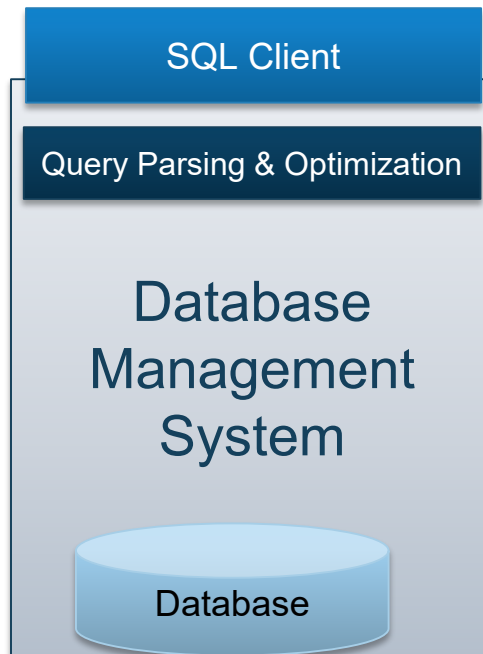 SQL Client
Query Parsing & Optimization
Database
Management
System
Database